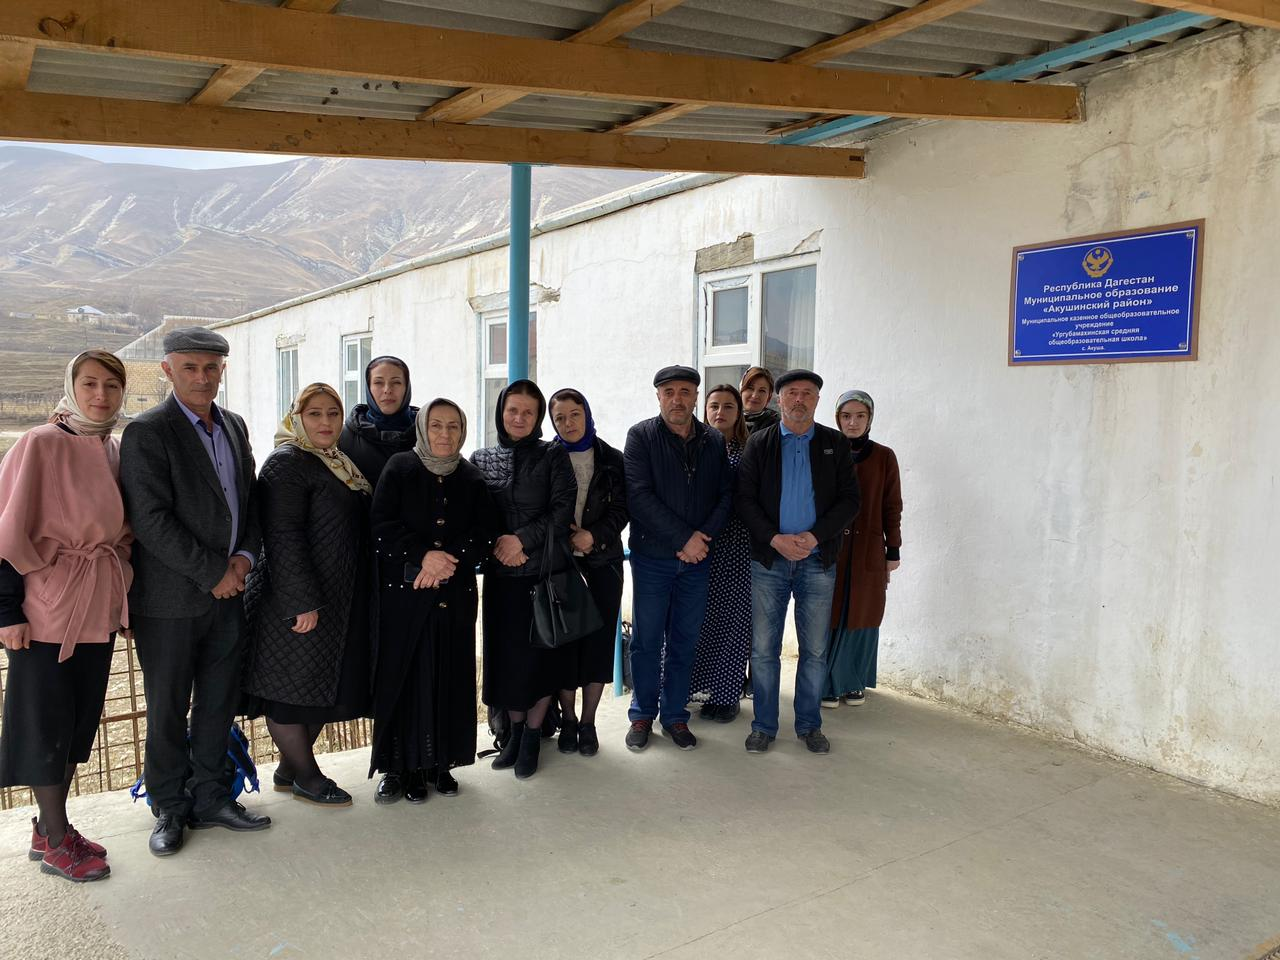 Республика Дагестан
Муниципальное образование
«Акушинский район»
Муниципальное казенное общеобразовательное
учреждение
«Ургубамахинская средняя
общеобразовательная школа»
с. Акуша